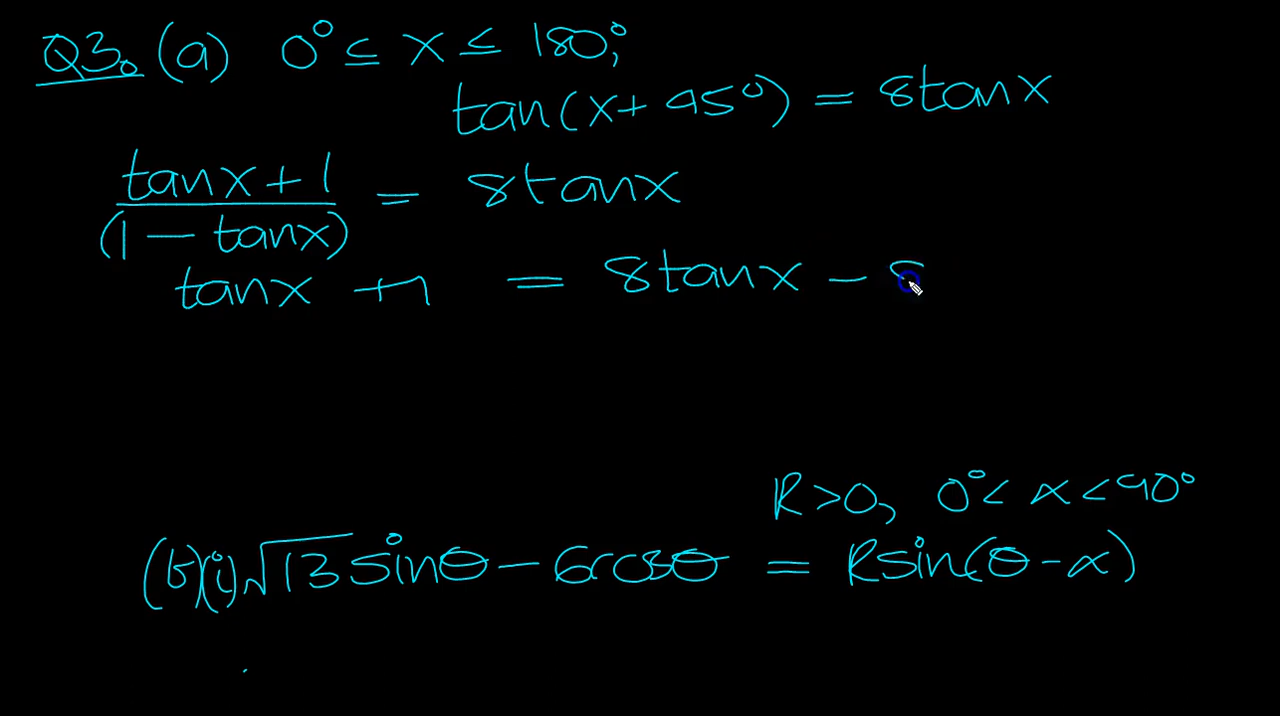 Q3. (a) 0° ≤ x ≤ 180°,
tan(x + 45°) = 8tanx
tanx + 1
(1 − tanx) = 8tanx
tanx + 1 = 8tanx − 8
R > 0, 0° < α < 90°
(b)(i) √13 sinθ − 6cosθ = Rsin(θ − α)